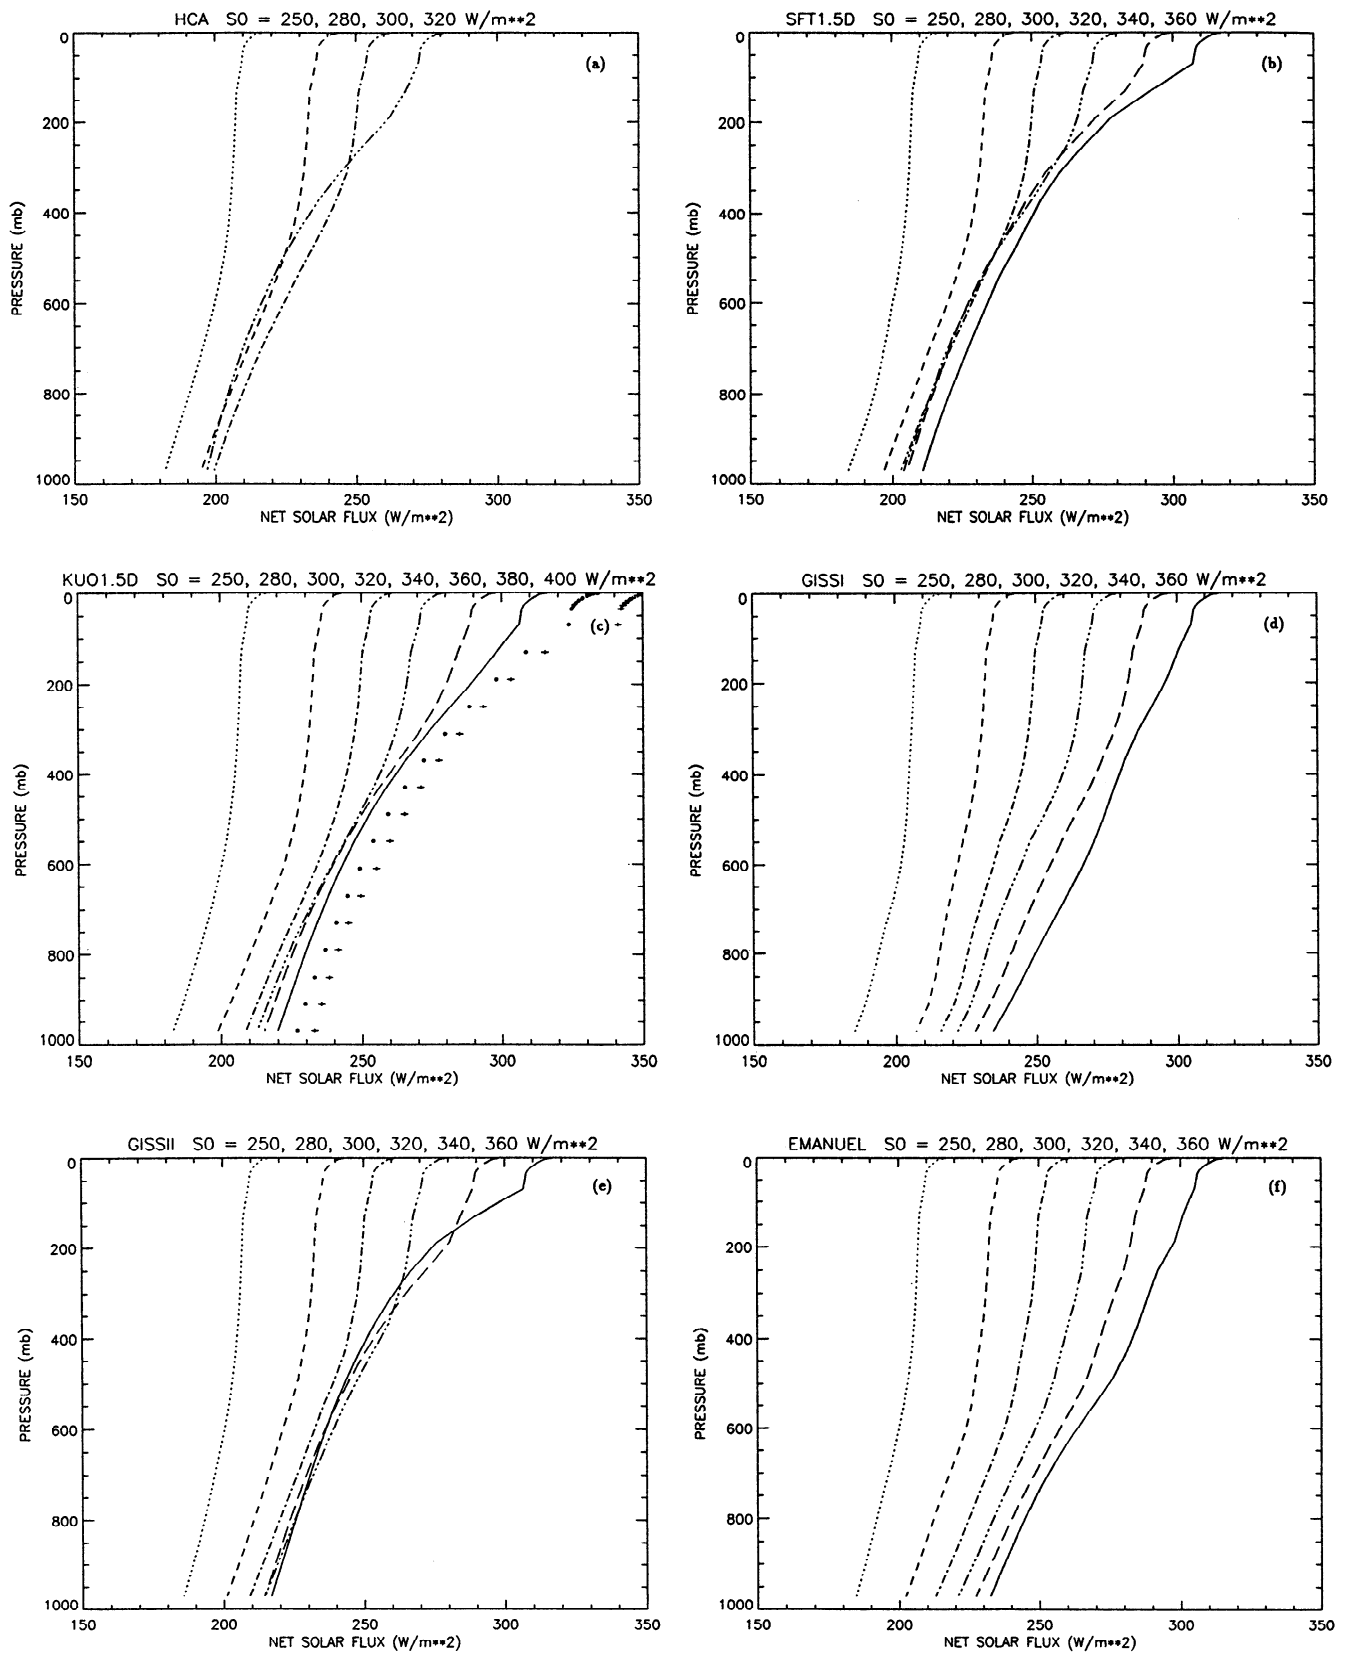 HCA S0 = 250, 280, 300, 320 W/m**2
0
200
400
600
800
1000
PRESSURE (mb)
(a)
150 200 250 300 350
NET SOLAR FLUX (W/m**2)
SFT1.5D S0 = 250, 280, 300, 320, 340, 360 W/m**2
0
200
400
600
800
1000
PRESSURE (mb)
(b)
150 200 250 300 350
NET SOLAR FLUX (W/m**2)
KUO1.5D S0 = 250, 280, 300, 320, 340, 360, 380, 400 W/m**2
0
200
400
600
800
1000
PRESSURE (mb)
(c)
150 200 250 300 350
NET SOLAR FLUX (W/m**2)
GISSI S0 = 250, 280, 300, 320, 340, 360 W/m**2
0
200
400
600
800
1000
PRESSURE (mb)
(d)
150 200 250 300 350
NET SOLAR FLUX (W/m**2)
GISSII S0 = 250, 280, 300, 320, 340, 360 W/m**2
0
200
400
600
800
1000
PRESSURE (mb)
(e)
150 200 250 300 350
NET SOLAR FLUX (W/m**2)
EMANUEL S0 = 250, 280, 300, 320, 340, 360 W/m**2
0
200
400
600
800
1000
PRESSURE (mb)
(f)
150 200 250 300 350
NET SOLAR FLUX (W/m**2)